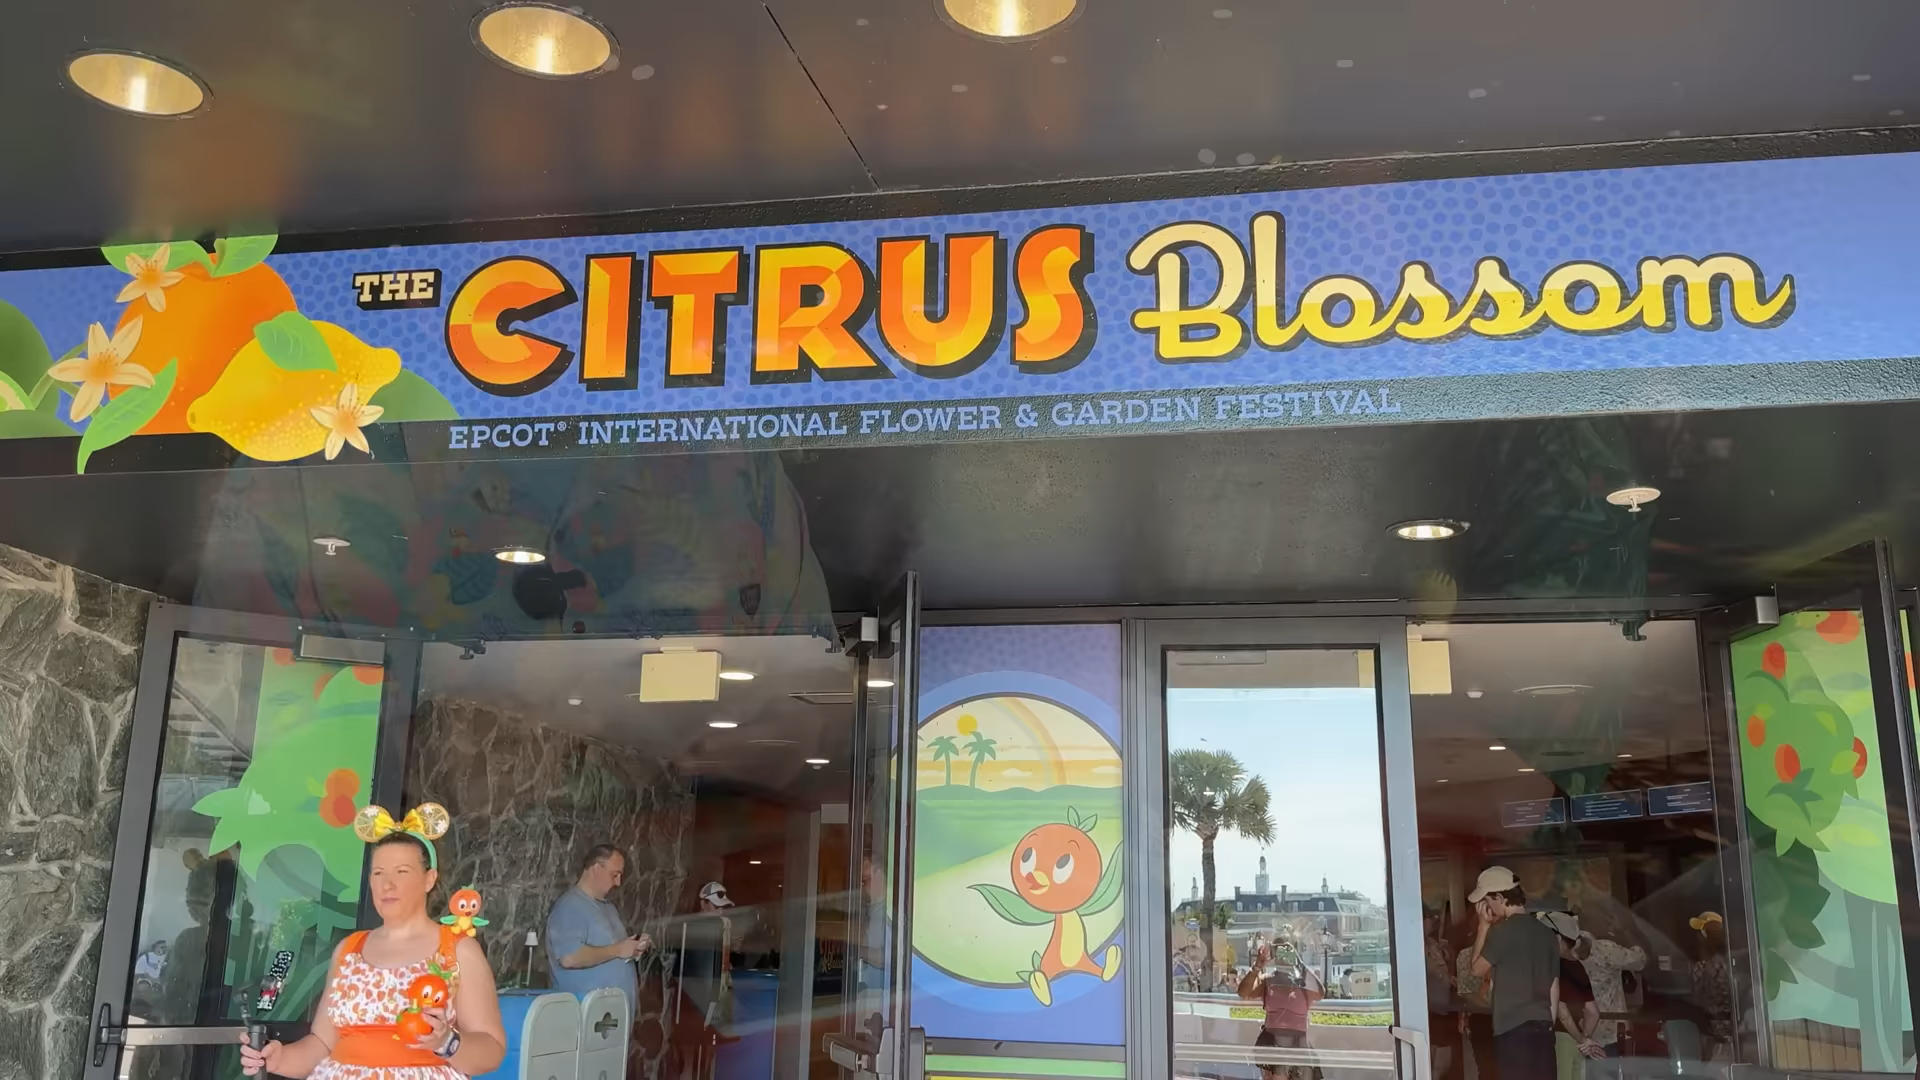 THE CITRUS Blossom
EPCOT® INTERNATIONAL FLOWER & GARDEN FESTIVAL